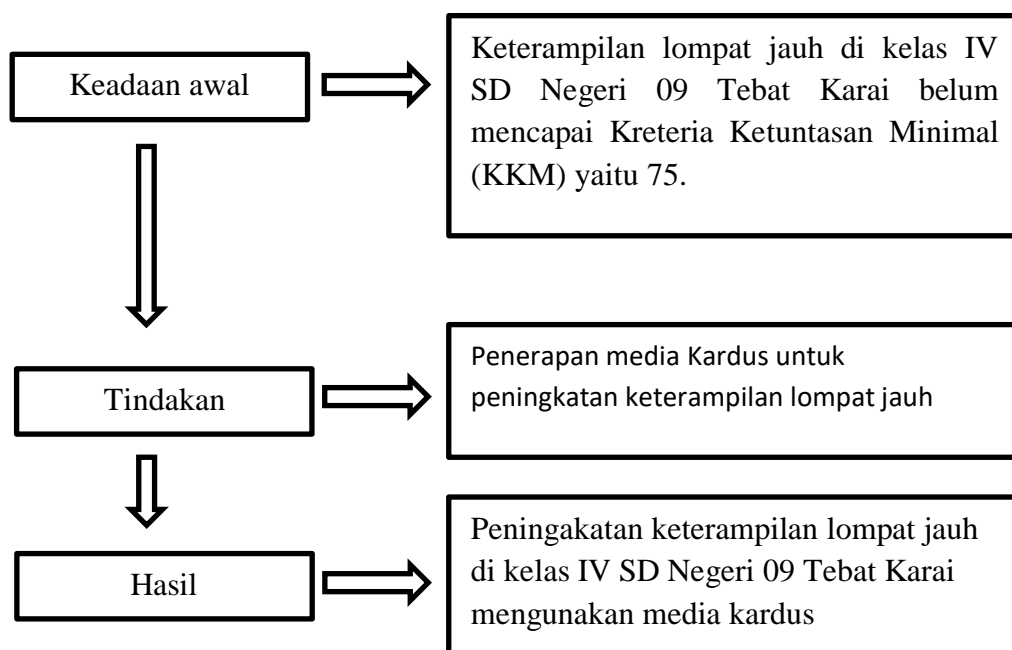 Keadaan awal
Keterampilan lompat jauh di kelas IV
SD Negeri 09 Tebat Karai belum
mencapai Kreteria Ketuntasan Minimal
(KKM) yaitu 75.
Tindakan
Penerapan media Kardus untuk
peningkatan keterampilan lompat jauh
Hasil
Peningakatan keterampilan lompat jauh
di kelas IV SD Negeri 09 Tebat Karai
mengunakan media kardus